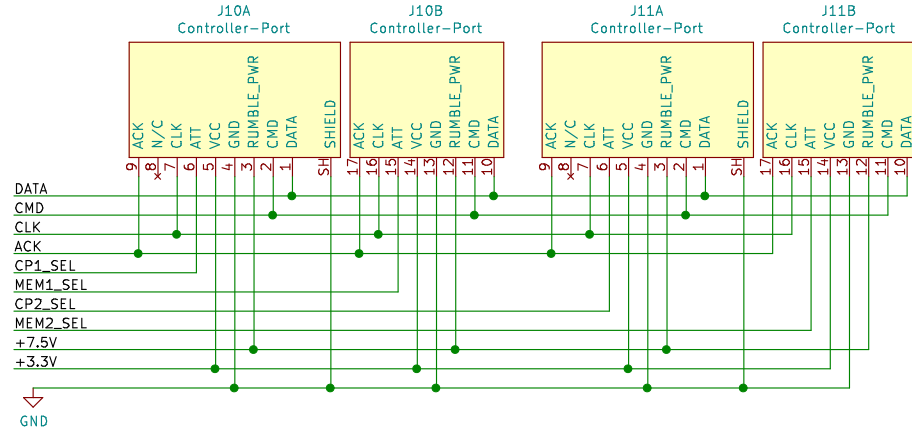 J10A
Controller-Port
J10B
Controller-Port
J11A
Controller-Port
J11B
Controller-Port
ACK N/C CLK ATT VCC GND RUMBLE_PWR CMD DATA SHIELD
9 8 7 6 5 4 3 2 1 SH
ACK CLK ATT VCC GND RUMBLE_PWR CMD DATA
17 16 15 14 13 12 11 10
ACK N/C CLK ATT VCC GND RUMBLE_PWR CMD DATA SHIELD
9 8 7 6 5 4 3 2 1 SH
ACK CLK ATT VCC GND RUMBLE_PWR CMD DATA
17 16 15 14 13 12 11 10
DATA
CMD
CLK
ACK
CP1_SEL
MEM1_SEL
CP2_SEL
MEM2_SEL
+7.5V
+3.3V
GND